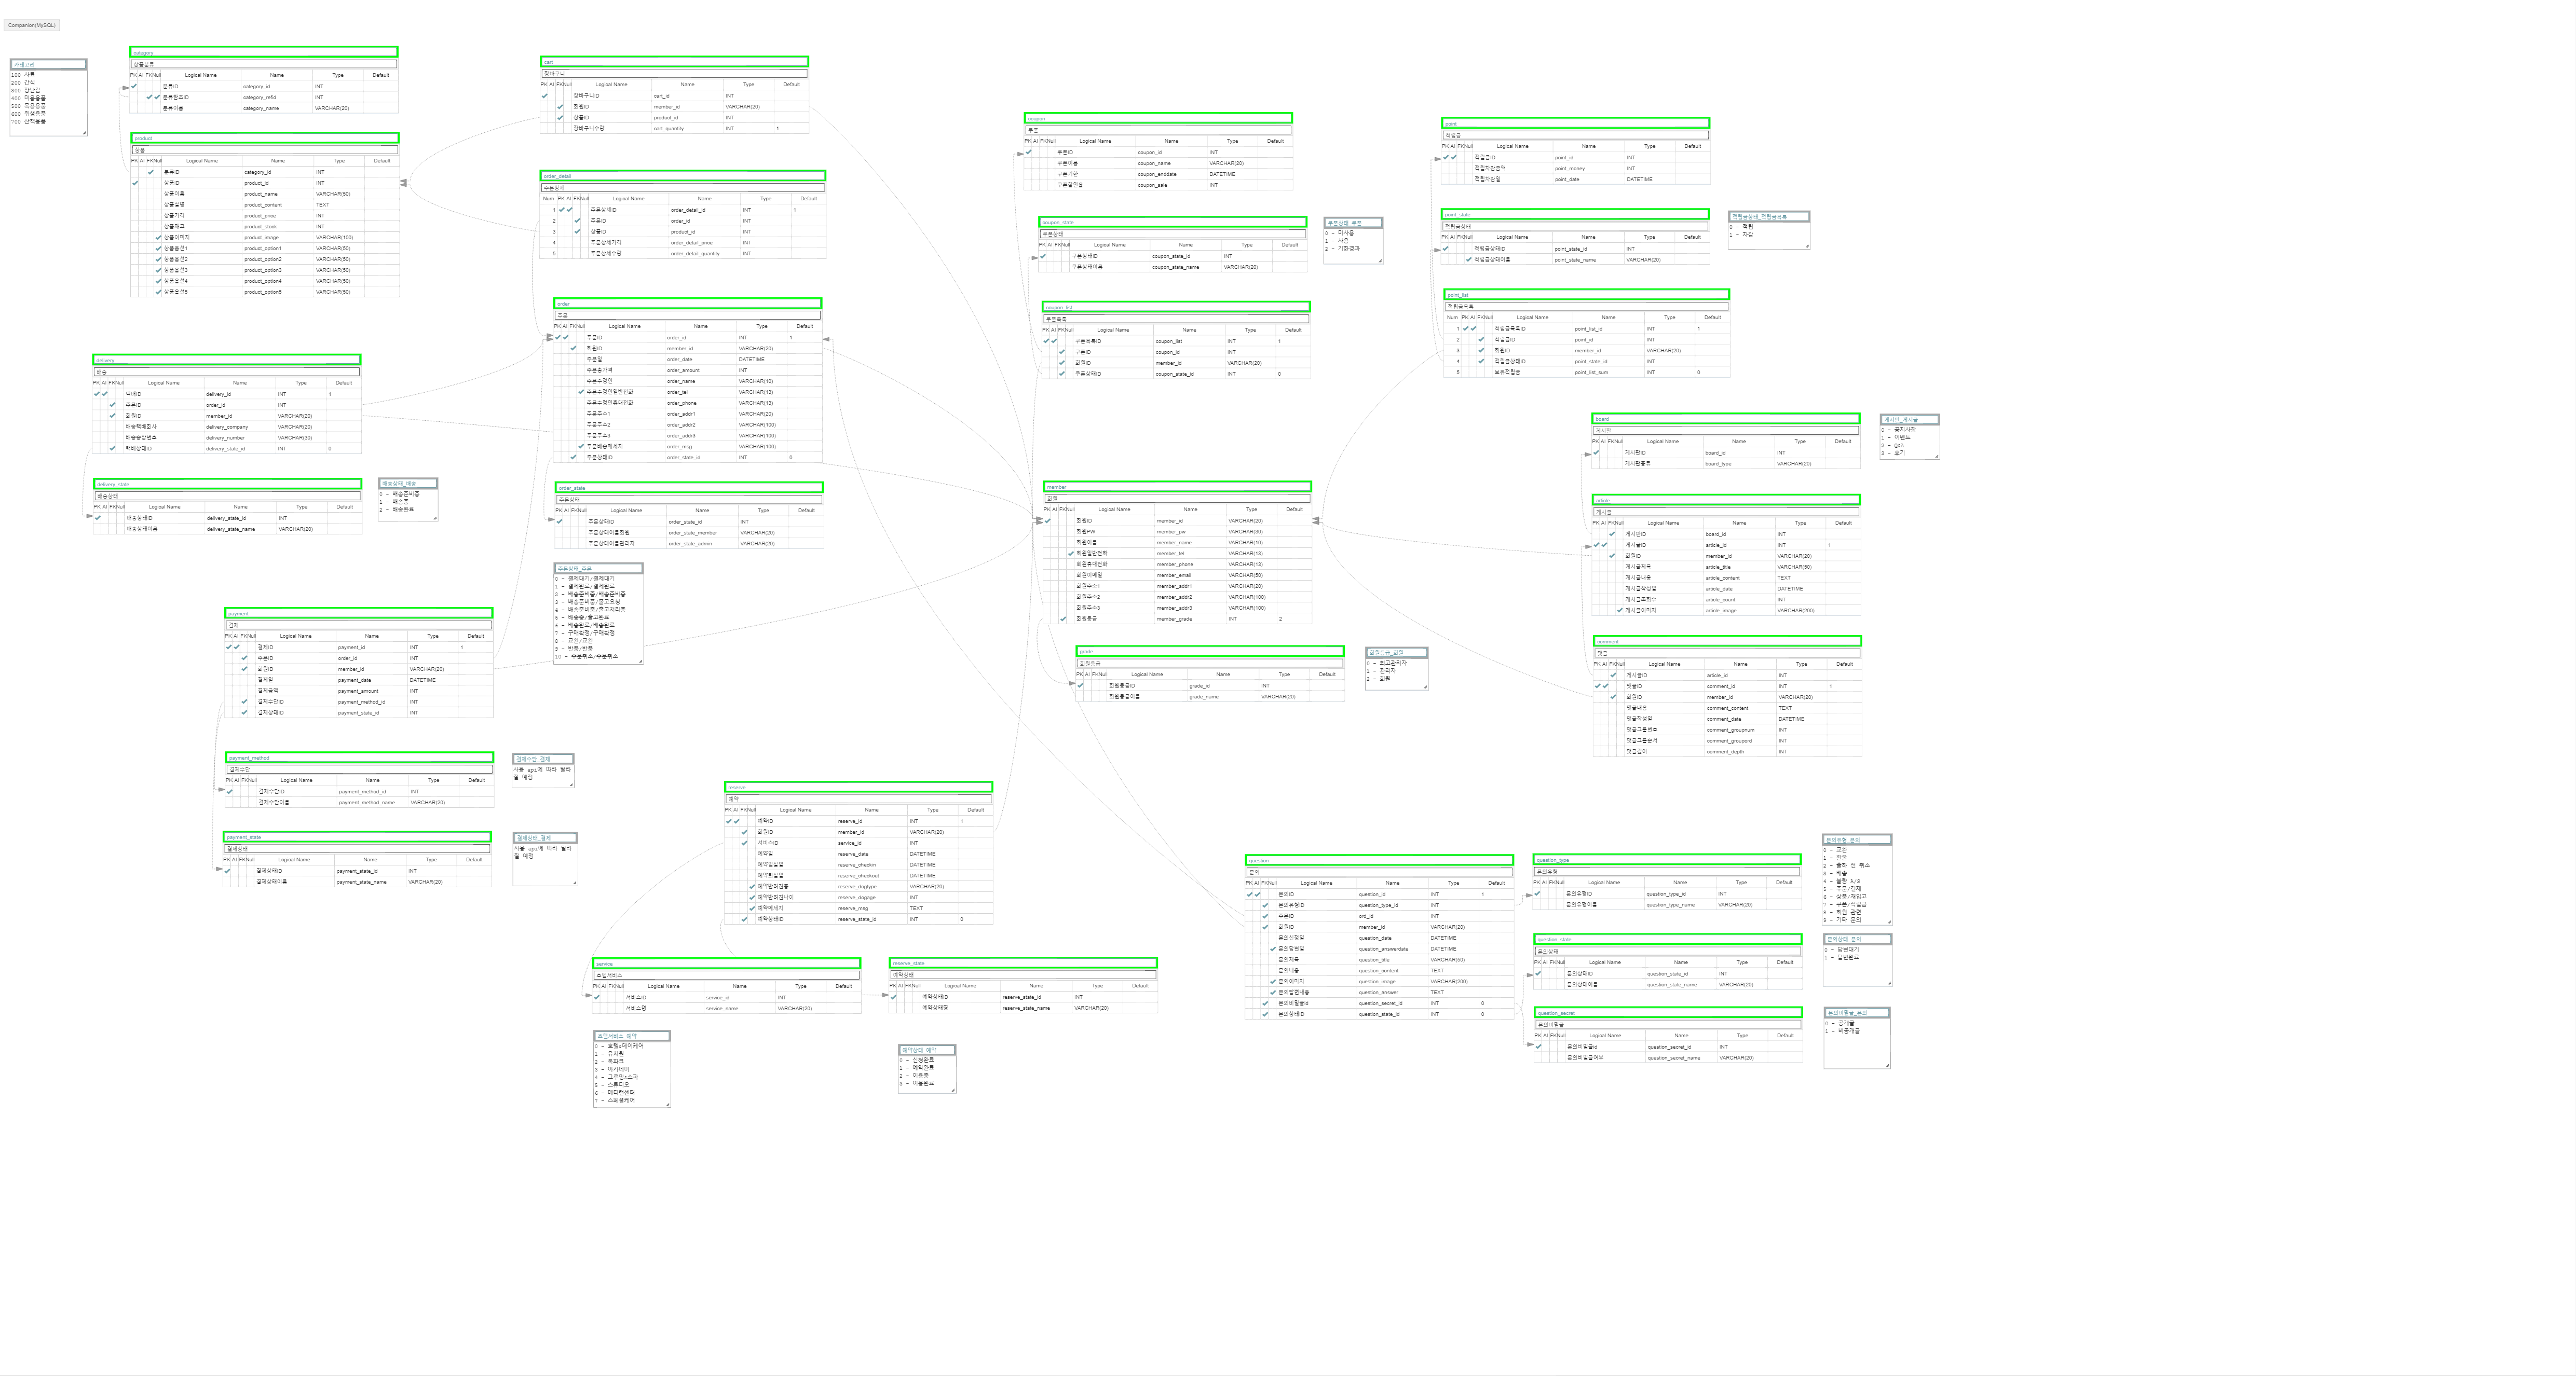 Companion(MySQL)
카테고리
100 사료
200 간식
300 장난감
400 미용용품
500 목욕용품
600 위생용품
700 산책용품
category
상품분류
PK AI FK Null Logical Name Name Type Default
분류ID category_id INT
분류참조ID category_refid INT
분류이름 category_name VARCHAR(20)
product
상품
PK AI FK Null Logical Name Name Type Default
분류ID category_id INT
상품ID product_id INT
상품이름 product_name VARCHAR(50)
상품설명 product_content TEXT
상품가격 product_price INT
상품재고 product_stock INT
상품이미지 product_image VARCHAR(100)
상품옵션1 product_option1 VARCHAR(50)
상품옵션2 product_option2 VARCHAR(50)
상품옵션3 product_option3 VARCHAR(50)
상품옵션4 product_option4 VARCHAR(50)
상품옵션5 product_option5 VARCHAR(50)
cart
장바구니
PK AI FK Null Logical Name Name Type Default
장바구니ID cart_id INT
회원ID member_id VARCHAR(20)
상품ID product_id INT
장바구니수량 cart_quantity INT 1
order_detail
주문상세
Num PK AI FK Null Logical Name Name Type Default
1 주문상세ID order_detail_id INT 1
2 주문ID order_id INT
3 상품ID product_id INT
4 주문상세가격 order_detail_price INT
5 주문상세수량 order_detail_quantity INT
order
주문
PK AI FK Null Logical Name Name Type Default
주문ID order_id INT 1
회원ID member_id VARCHAR(20)
주문일 order_date DATETIME
주문총가격 order_amount INT
주문수령인 order_name VARCHAR(10)
주문수령인일반전화 order_tel VARCHAR(13)
주문수령인휴대전화 order_phone VARCHAR(13)
주문주소1 order_addr1 VARCHAR(20)
주문주소2 order_addr2 VARCHAR(100)
주문주소3 order_addr3 VARCHAR(100)
주문배송메세지 order_msg VARCHAR(100)
주문상태ID order_state_id INT 0
order_state
주문상태
PK AI FK Null Logical Name Name Type Default
주문상태ID order_state_id INT
주문상태이름회원 order_state_member VARCHAR(20)
주문상태이름관리자 order_state_admin VARCHAR(20)
주문상태_주문
0 - 결제대기/결제대기
1 - 결제완료/결제완료
2 - 배송준비중/배송준비중
3 - 배송준비중/출고요청
4 - 배송준비중/출고처리중
5 - 배송중/출고완료
6 - 배송완료/배송완료
7 - 구매확정/구매확정
8 - 교환/교환
9 - 반품/반품
10 - 주문취소/주문취소
delivery
배송
PK AI FK Null Logical Name Name Type Default
택배ID delivery_id INT 1
주문ID order_id INT
회원ID member_id VARCHAR(20)
배송택배회사 delivery_company VARCHAR(20)
배송송장번호 delivery_number VARCHAR(30)
택배상태ID delivery_state_id INT 0
delivery_state
배송상태
PK AI FK Null Logical Name Name Type Default
배송상태ID delivery_state_id INT
배송상태이름 delivery_state_name VARCHAR(20)
배송상태_배송
0 - 배송준비중
1 - 배송중
2 - 배송완료
payment
결제
PK AI FK Null Logical Name Name Type Default
결제ID payment_id INT 1
주문ID order_id INT
회원ID member_id VARCHAR(20)
결제일 payment_date DATETIME
결제금액 payment_amount INT
결제수단ID payment_method_id INT
결제상태ID payment_state_id INT
payment_method
결제수단
PK AI FK Null Logical Name Name Type Default
결제수단ID payment_method_id INT
결제수단이름 payment_method_name VARCHAR(20)
결제수단_결제
사용 api에 따라 달라
질 예정
payment_state
결제상태
PK AI FK Null Logical Name Name Type Default
결제상태ID payment_state_id INT
결제상태이름 payment_state_name VARCHAR(20)
결제상태_결제
사용 api에 따라 달라
질 예정
coupon
쿠폰
PK AI FK Null Logical Name Name Type Default
쿠폰ID coupon_id INT
쿠폰이름 coupon_name VARCHAR(20)
쿠폰기한 coupon_enddate DATETIME
쿠폰할인율 coupon_sale INT
coupon_state
쿠폰상태
PK AI FK Null Logical Name Name Type Default
쿠폰상태ID coupon_state_id INT
쿠폰상태이름 coupon_state_name VARCHAR(20)
쿠폰상태_쿠폰
0 - 미사용
1 - 사용
2 - 기한경과
coupon_list
쿠폰목록
PK AI FK Null Logical Name Name Type Default
쿠폰목록ID coupon_list INT 1
쿠폰ID coupon_id INT
회원ID member_id VARCHAR(20)
쿠폰상태ID coupon_state_id INT 0
point
적립금
PK AI FK Null Logical Name Name Type Default
적립금ID point_id INT
적립차감금액 point_money INT
적립차감일 point_date DATETIME
point_state
적립금상태
PK AI FK Null Logical Name Name Type Default
적립금상태ID point_state_id INT
적립금상태이름 point_state_name VARCHAR(20)
적립금상태_적립금목록
0 - 적립
1 - 차감
point_list
적립금목록
Num PK AI FK Null Logical Name Name Type Default
1 적립금목록ID point_list_id INT 1
2 적립금ID point_id INT
3 회원ID member_id VARCHAR(20)
4 적립금상태ID point_state_id INT
5 보유적립금 point_list_sum INT 0
member
회원
PK AI FK Null Logical Name Name Type Default
회원ID member_id VARCHAR(20)
회원PW member_pw VARCHAR(30)
회원이름 member_name VARCHAR(10)
회원일반전화 member_tel VARCHAR(13)
회원휴대전화 member_phone VARCHAR(13)
회원이메일 member_email VARCHAR(50)
회원주소1 member_addr1 VARCHAR(20)
회원주소2 member_addr2 VARCHAR(100)
회원주소3 member_addr3 VARCHAR(100)
회원등급 member_grade INT 2
grade
회원등급
PK AI FK Null Logical Name Name Type Default
회원등급ID grade_id INT
회원등급이름 grade_name VARCHAR(20)
회원등급_회원
0 - 최고관리자
1 - 관리자
2 - 회원
board
게시판
PK AI FK Null Logical Name Name Type Default
게시판ID board_id INT
게시판종류 board_type VARCHAR(20)
게시판_게시글
0 - 공지사항
1 - 이벤트
2 - Q&A
3 - 후기
article
게시글
PK AI FK Null Logical Name Name Type Default
게시판ID board_id INT
게시글ID article_id INT 1
회원ID member_id VARCHAR(20)
게시글제목 article_title VARCHAR(50)
게시글내용 article_content TEXT
게시글작성일 article_date DATETIME
게시글조회수 article_count INT
게시글이미지 article_image VARCHAR(200)
comment
댓글
PK AI FK Null Logical Name Name Type Default
게시글ID article_id INT
댓글ID comment_id INT 1
회원ID member_id VARCHAR(20)
댓글내용 comment_content TEXT
댓글작성일 comment_date DATETIME
댓글그룹번호 comment_groupnum INT
댓글그룹순서 comment_groupord INT
댓글깊이 comment_depth INT
reserve
예약
PK AI FK Null Logical Name Name Type Default
예약ID reserve_id INT 1
회원ID member_id VARCHAR(20)
서비스ID service_id INT
예약일 reserve_date DATETIME
예약입실일 reserve_checkin DATETIME
예약퇴실일 reserve_checkout DATETIME
예약반려견종 reserve_dogtype VARCHAR(20)
예약반려견나이 reserve_dogage INT
예약메세지 reserve_msg TEXT
예약상태ID reserve_state_id INT 0
service
호텔서비스
PK AI FK Null Logical Name Name Type Default
서비스ID service_id INT
서비스명 service_name VARCHAR(20)
호텔서비스_예약
0 - 호텔&데이케어
1 - 유치원
2 - 독파크
3 - 아카데미
4 - 그루밍&스파
5 - 스튜디오
6 - 메디컬센터
7 - 스페셜케어
reserve_state
예약상태
PK AI FK Null Logical Name Name Type Default
예약상태ID reserve_state_id INT
예약상태명 reserve_state_name VARCHAR(20)
예약상태_예약
0 - 신청완료
1 - 예약완료
2 - 이용중
3 - 이용완료
question
문의
PK AI FK Null Logical Name Name Type Default
문의ID question_id INT 1
문의유형ID question_type_id INT
주문ID ord_id INT
회원ID member_id VARCHAR(20)
문의신청일 question_date DATETIME
문의답변일 question_answerdate DATETIME
문의제목 question_title VARCHAR(50)
문의내용 question_content TEXT
문의이미지 question_image VARCHAR(200)
문의답변내용 question_answer TEXT
문의비밀글id question_secret_id INT 0
문의상태ID question_state_id INT 0
question_type
문의유형
PK AI FK Null Logical Name Name Type Default
문의유형ID question_type_id INT
문의유형이름 question_type_name VARCHAR(20)
문의유형_문의
0 - 교환
1 - 환불
2 - 출하 전 취소
3 - 배송
4 - 불량 A/S
5 - 주문/결제
6 - 상품/재입고
7 - 쿠폰/적립금
8 - 회원 관련
9 - 기타 문의
question_state
문의상태
PK AI FK Null Logical Name Name Type Default
문의상태ID question_state_id INT
문의상태이름 question_state_name VARCHAR(20)
문의상태_문의
0 - 답변대기
1 - 답변완료
question_secret
문의비밀글
PK AI FK Null Logical Name Name Type Default
문의비밀글id question_secret_id INT
문의비밀글여부 question_secret_name VARCHAR(20)
문의비밀글_문의
0 - 공개글
1 - 비공개글